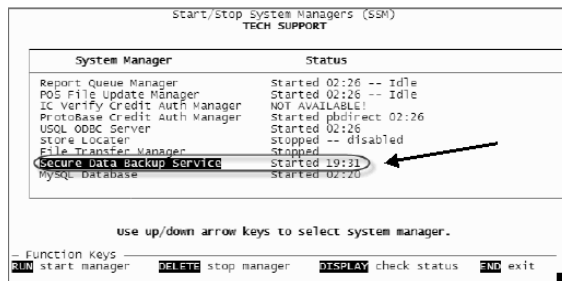 Start/Stop System Managers (SSM)
TECH SUPPORT
System Manager Status
Report Queue Manager Started 02:26 -- Idle
POS File Update Manager Started 02:26 -- Idle
IC Verify Credit Auth Manager NOT AVAILABLE!
ProtoBase Credit Auth Manager Started pbdirect 02:26
USQL ODBC Server Started 02:26
Store Locater Stopped -- disabled
File Transfer Manager Stopped
Secure Data Backup Service Started 19:31
MySQL Database Started 02:20
Use up/down arrow keys to select system manager.
Function Keys
RUN start manager DELETE stop manager DISPLAY check status END exit